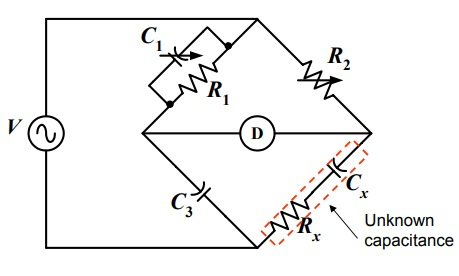 C1
R2
R1
V
D
C3
Cx
Rx
Unknown
capacitance